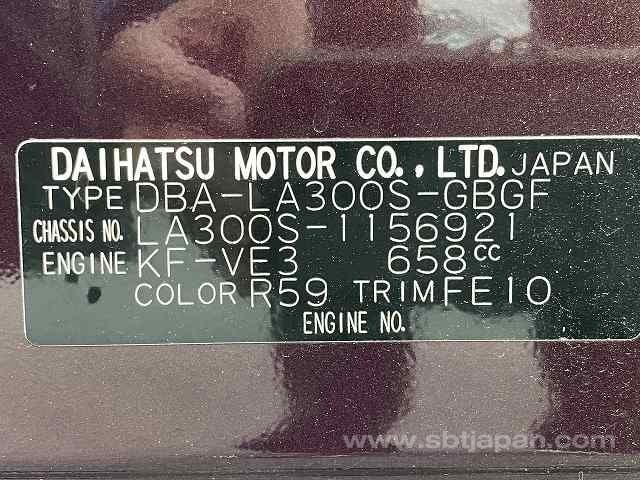 DAIHATSU MOTOR CO., LTD. JAPAN
TYPE DBA-LA300S-GBGF
CHASSIS NO. LA300S-1156921
ENGINE KF-VE3 658cc
COLOR R59 TRIM FE10
ENGINE NO.
www.sbtjapan.com